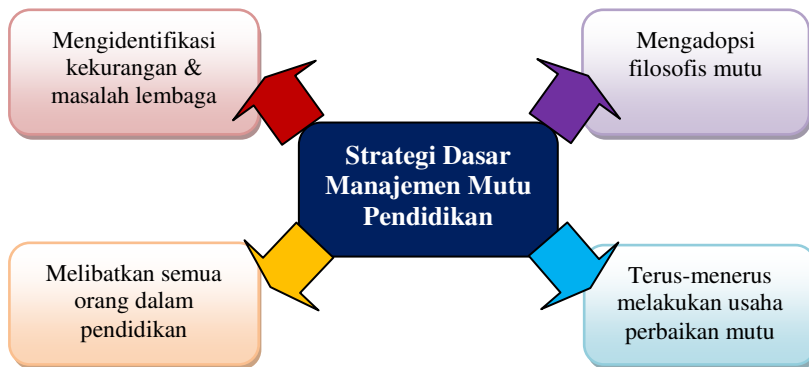 Mengidentifikasi
kekurangan &
masalah lembaga
Mengadopsi
filosofis mutu
Strategi Dasar
Manajemen Mutu
Pendidikan
Melibatkan semua
orang dalam
pendidikan
Terus-menerus
melakukan usaha
perbaikan mutu